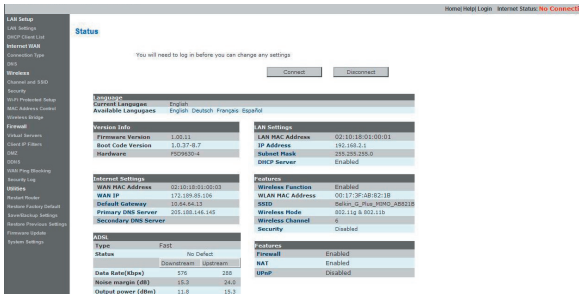 Home| Help| Login Internet Status: No Connecti
LAN Setup
LAN Settings
DHCP Client List
Internet WAN
Connection Type
DNS
Wireless
Channel and SSID
Security
Wi-Fi Protected Setup
MAC Address Control
Wireless Bridge
Firewall
Virtual Servers
Client IP Filters
DMZ
DDNS
WAN Ping Blocking
Security Log
Utilities
Restart Router
Restore Factory Default
Save/Backup Settings
Restore Previous Settings
Firmware Update
System Settings
Status
You will need to log in before you can change any settings
Connect Disconnect
Language
Current Langugae English
Available Langugaes English Deutsch Français Español
Version Info
Firmware Version 1.00.11
Boot Code Version 1.0.37-8.7
Hardware F5D9630-4
LAN Settings
LAN MAC Address 02:10:18:01:00:01
IP Address 192.168.2.1
Subnet Mask 255.255.255.0
DHCP Server Enabled
Internet Settings
WAN MAC Address 02:10:18:01:00:03
WAN IP 172.189.85.106
Default Gateway 10.64.64.13
Primary DNS Server 205.188.146.145
Secondary DNS Server
Features
Wireless Function Enabled
WLAN MAC Address 00:17:3F:AB:82:1B
SSID Belkin_G_Plus_MIMO_AB821B
Wireless Mode 802.11g & 802.11b
Wireless Channel 6
Security Disabled
ADSL
Type Fast
Status No Defect
Downstream Upstream
Data Rate(Kbps) 576 288
Noise margin (dB) 15.3 24.0
Output power (dBm) 11.8 15.3
Features
Firewall Enabled
NAT Enabled
UPnP Disabled